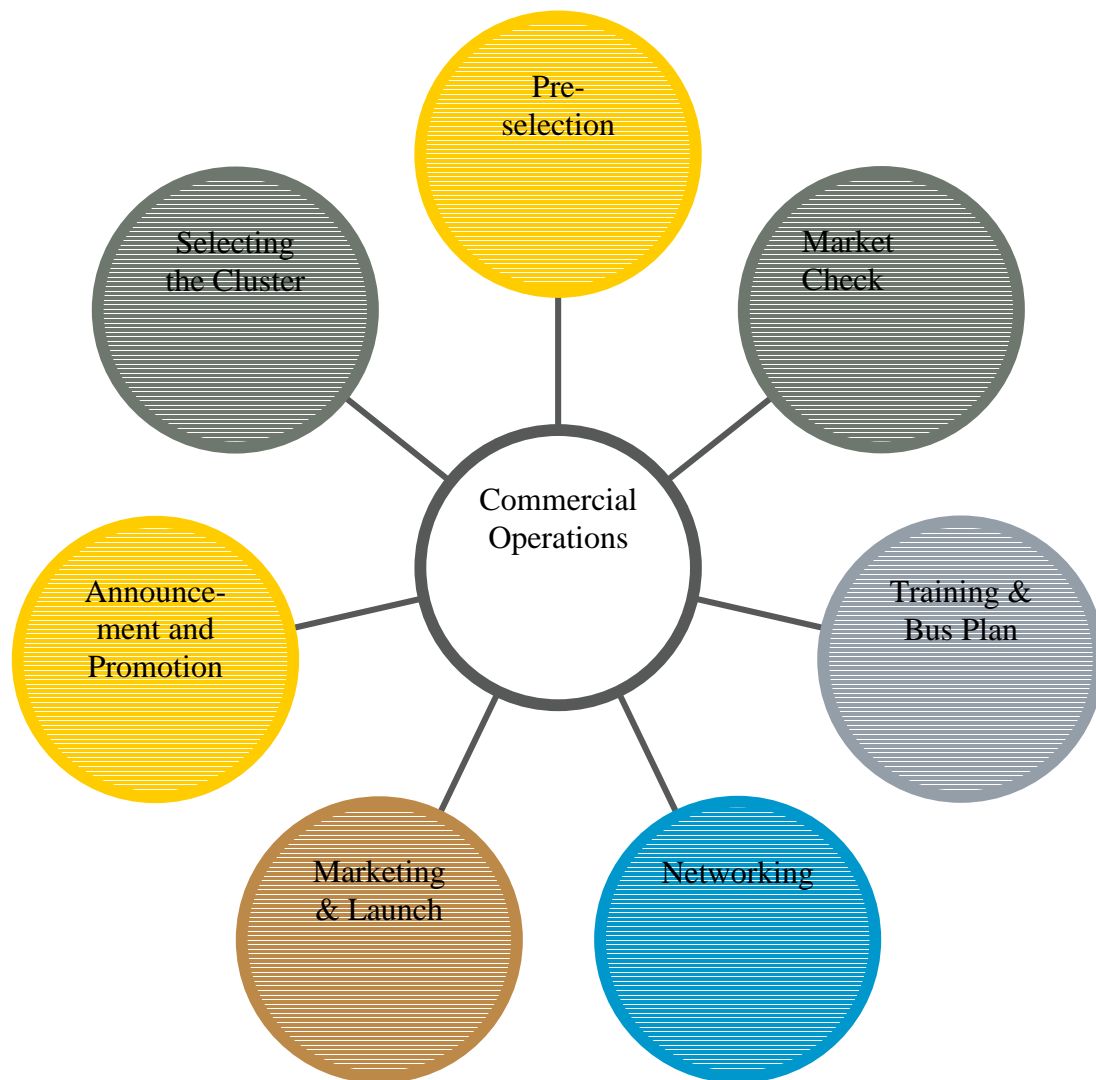 Pre-
selection
Selecting
the Cluster
Market
Check
Commercial
Operations
Announce-
ment and
Promotion
Training &
Bus Plan
Marketing
& Launch
Networking